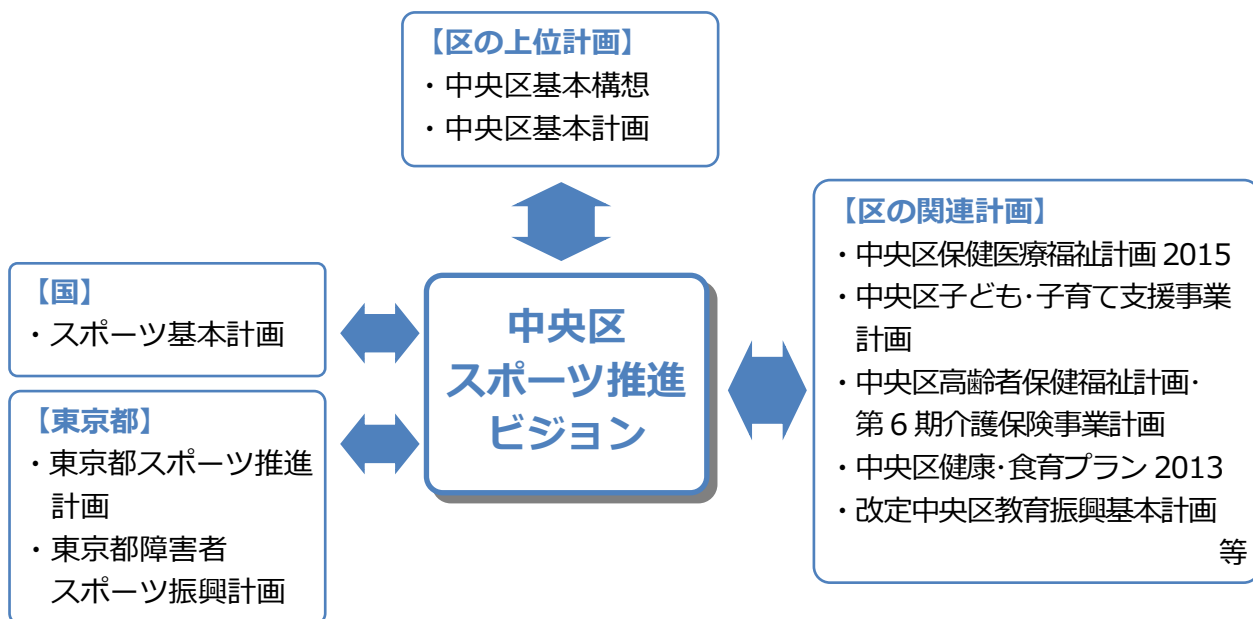 【区の上位計画】
・中央区基本構想
・中央区基本計画
【国】
・スポーツ基本計画
【東京都】
・東京都スポーツ推進
計画
・東京都障害者
スポーツ振興計画
中央区
スポーツ推進
ビジョン
【区の関連計画】
・中央区保健医療福祉計画 2015
・中央区子ども・子育て支援事業
計画
・中央区高齢者保健福祉計画・
第 6 期介護保険事業計画
・中央区健康・食育プラン 2013
・改定中央区教育振興基本計画
等